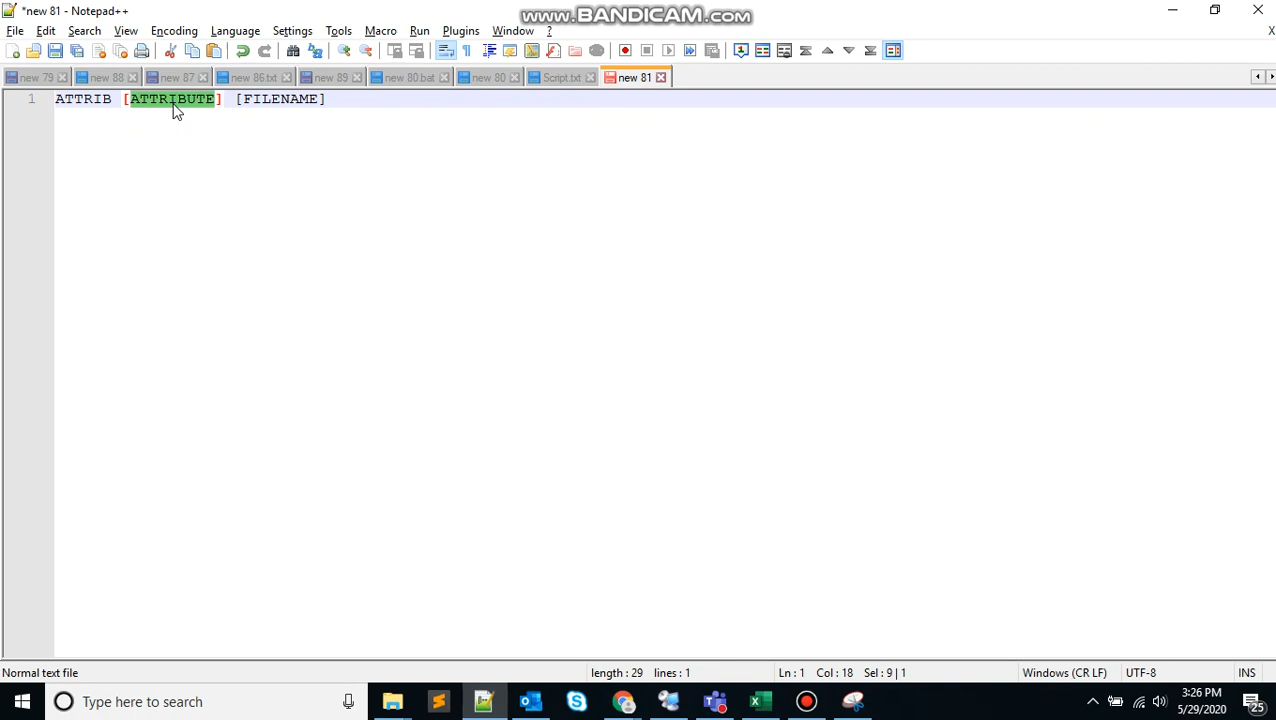 *new 81 - Notepad++
www.BANDICAM.com
File Edit Search View Encoding Language Settings Tools Macro Run Plugins Window ?
X
new 79 new 88 new 87 new 86.txt new 89 new 80.bat new 80 Script.txt new 81
1 ATTRIB [ATTRIBUTE] [FILENAME]
Normal text file length : 29 lines : 1 Ln : 1 Col : 18 Sel : 9 | 1 Windows (CR LF) UTF-8 INS
Type here to search
3:26 PM
5/29/2020
25